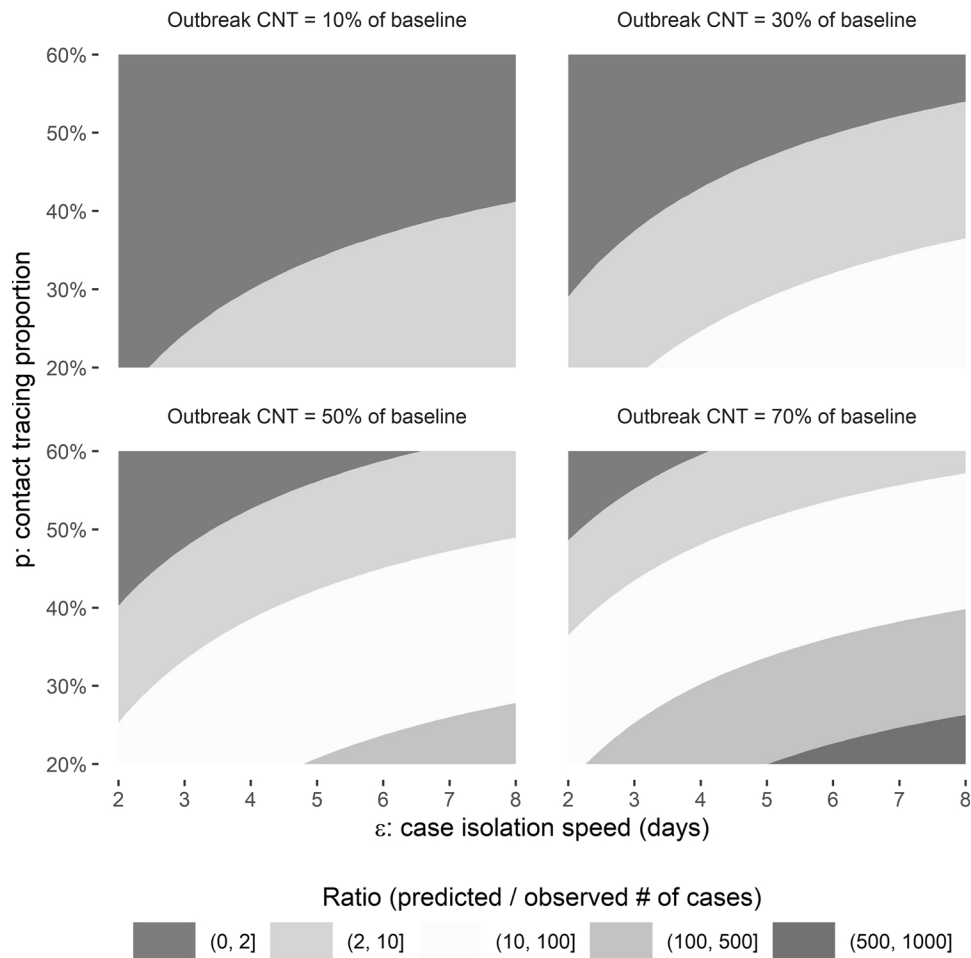 Outbreak CNT = 10% of baseline
Outbreak CNT = 30% of baseline
60%
50%
40%
30%
20%
p: contact tracing proportion
Outbreak CNT = 50% of baseline
Outbreak CNT = 70% of baseline
60%
50%
40%
30%
20%
2 3 4 5 6 7 8
2 3 4 5 6 7 8
ε: case isolation speed (days)
Ratio (predicted / observed # of cases)
(0, 2] (2, 10] (10, 100] (100, 500] (500, 1000]